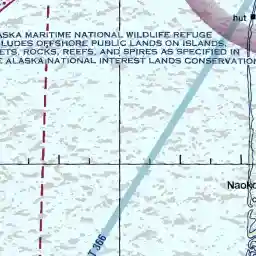 hut
ASKA MARITIME NATIONAL WILDLIFE REFUGE
LUDES OFFSHORE PUBLIC LANDS ON ISLANDS,
ETS, ROCKS, REEFS, AND SPIRES AS SPECIFIED IN
E ALASKA NATIONAL INTEREST LANDS CONSERVATION
Naoko
T 366